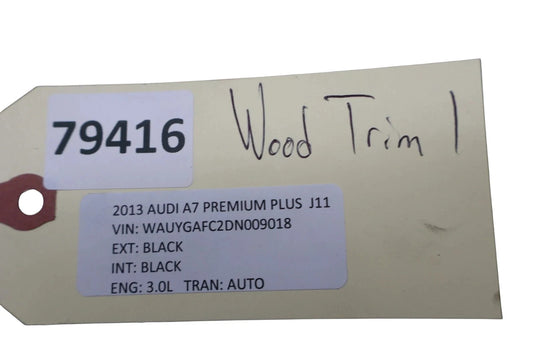 79416
Wood Trim 1
2013 AUDI A7 PREMIUM PLUS J11
VIN: WAUYGAFC2DN009018
EXT: BLACK
INT: BLACK
ENG: 3.0L TRAN: AUTO